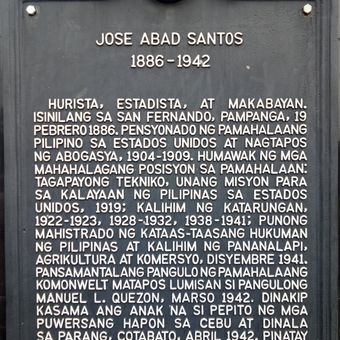 JOSE ABAD SANTOS
1886-1942
HURISTA, ESTADISTA, AT MAKABAYAN.
ISINILANG SA SAN FERNANDO, PAMPANGA, 19
PEBRERO 1886. PENSYONADO NG PAMAHALAANG
PILIPINO SA ESTADOS UNIDOS AT NAGTAPOS
NG ABOGASYA, 1904-1909. HUMAWAK NG MGA
MAHAHALAGANG POSISYON SA PAMAHALAAN:
TAGAPAYONG TEKNIKO, UNANG MISYON PARA
SA KALAYAAN NG PILIPINAS SA ESTADOS
UNIDOS, 1919; KALIHIM NG KATARUNGAN,
1922-1923, 1928-1932, 1938-1941; PUNONG
MAHISTRADO NG KATAAS-TAASANG HUKUMAN
NG PILIPINAS AT KALIHIM NG PANANALAPI,
AGRIKULTURA AT KOMERSYO, DISYEMBRE 1941.
PANSAMANTALANG PANGULO NG PAMAHALAANG
KOMONWELT MATAPOS LUMISAN SI PANGULONG
MANUEL L. QUEZON, MARSO 1942. DINAKIP
KASAMA ANG ANAK NA SI PEPITO NG MGA
PUWERSANG HAPON SA CEBU AT DINALA
SA PARANG, COTABATO, ABRIL 1942. PINATAY